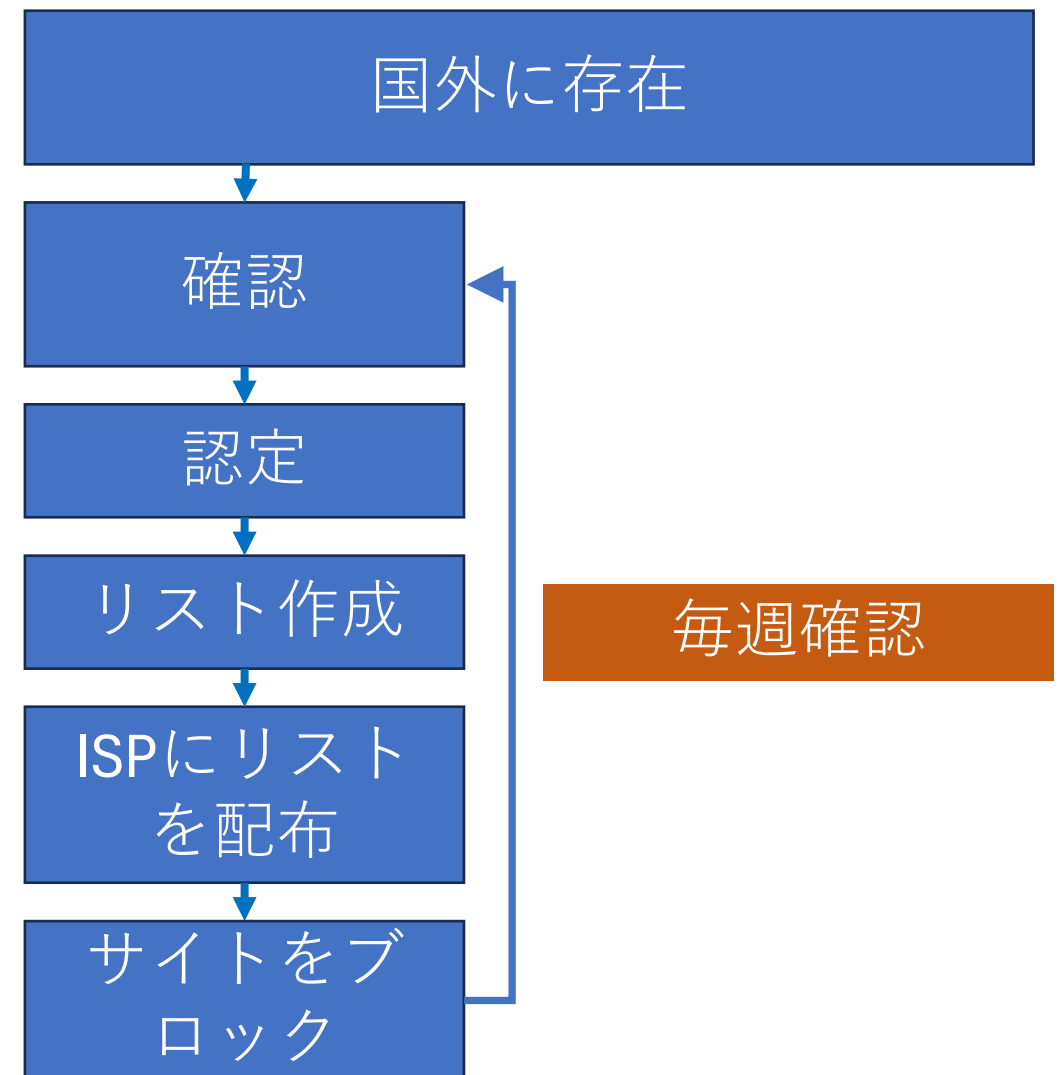 国外に存在
確認
認定
リスト作成
毎週確認
ISPにリスト
を配布
サイトをブ
ロック